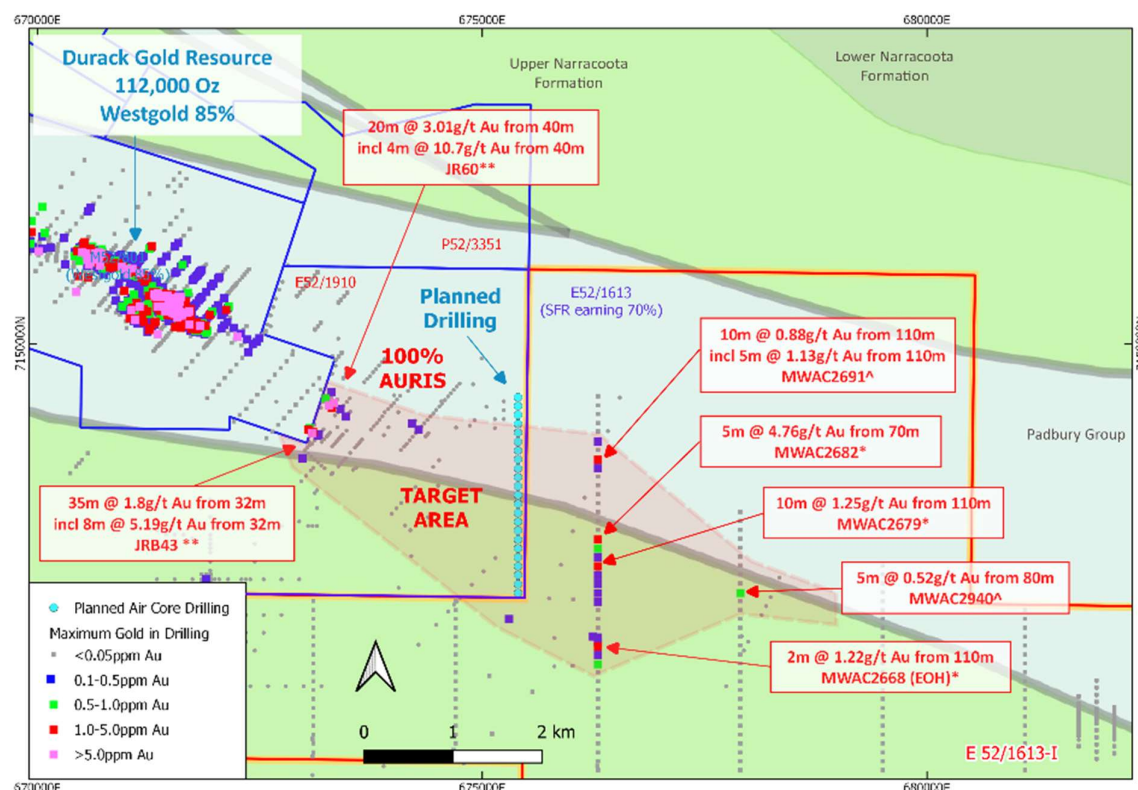 670000E
675000E
680000E
Durack Gold Resource
112,000 Oz
Westgold 85%
Upper Narracoota
Formation
Lower Narracoota
Formation
20m @ 3.01g/t Au from 40m
incl 4m @ 10.7g/t Au from 40m
JR60**
P52/3351
E52/1910
Planned
Drilling
E52/1613
(SFR earning 70%)
7150000N
100%
AURIS
10m @ 0.88g/t Au from 110m
incl 5m @ 1.13g/t Au from 110m
MWAC2691^
5m @ 4.76g/t Au from 70m
MWAC2682*
Padbury Group
TARGET
AREA
35m @ 1.8g/t Au from 32m
incl 8m @ 5.19g/t Au from 32m
JRB43 **
10m @ 1.25g/t Au from 110m
MWAC2679*
5m @ 0.52g/t Au from 80m
MWAC2940^
2m @ 1.22g/t Au from 110m
MWAC2668 (EOH)*
Planned Air Core Drilling
Maximum Gold in Drilling
<0.05ppm Au
0.1-0.5ppm Au
0.5-1.0ppm Au
1.0-5.0ppm Au
>5.0ppm Au
0 1 2 km
E 52/1613-I
670000E
675000E
680000E